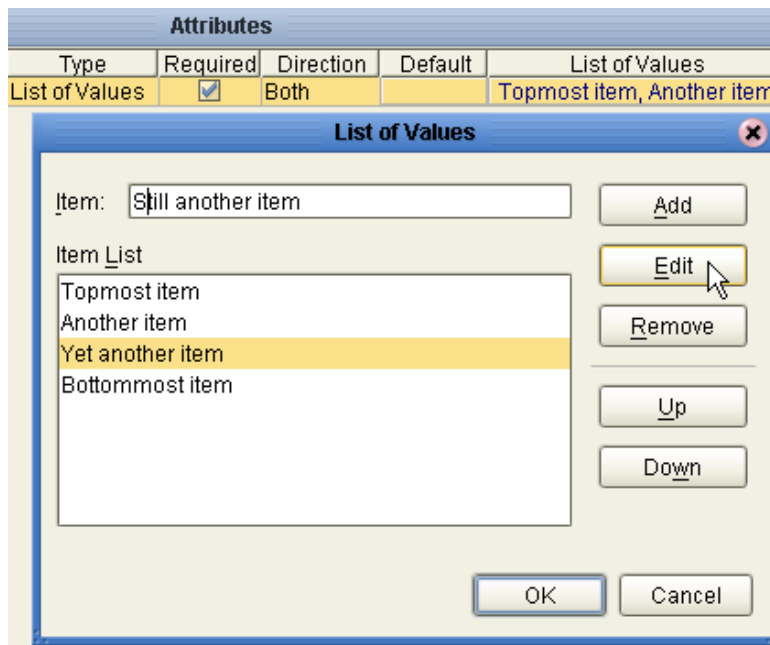 Attributes
Type Required Direction Default List of Values
List of Values Both Topmost item, Another item
List of Values
Item: Still another item Add
Item List Edit
Topmost item
Another item Remove
Yet another item
Bottommost item
Up
Down
OK Cancel